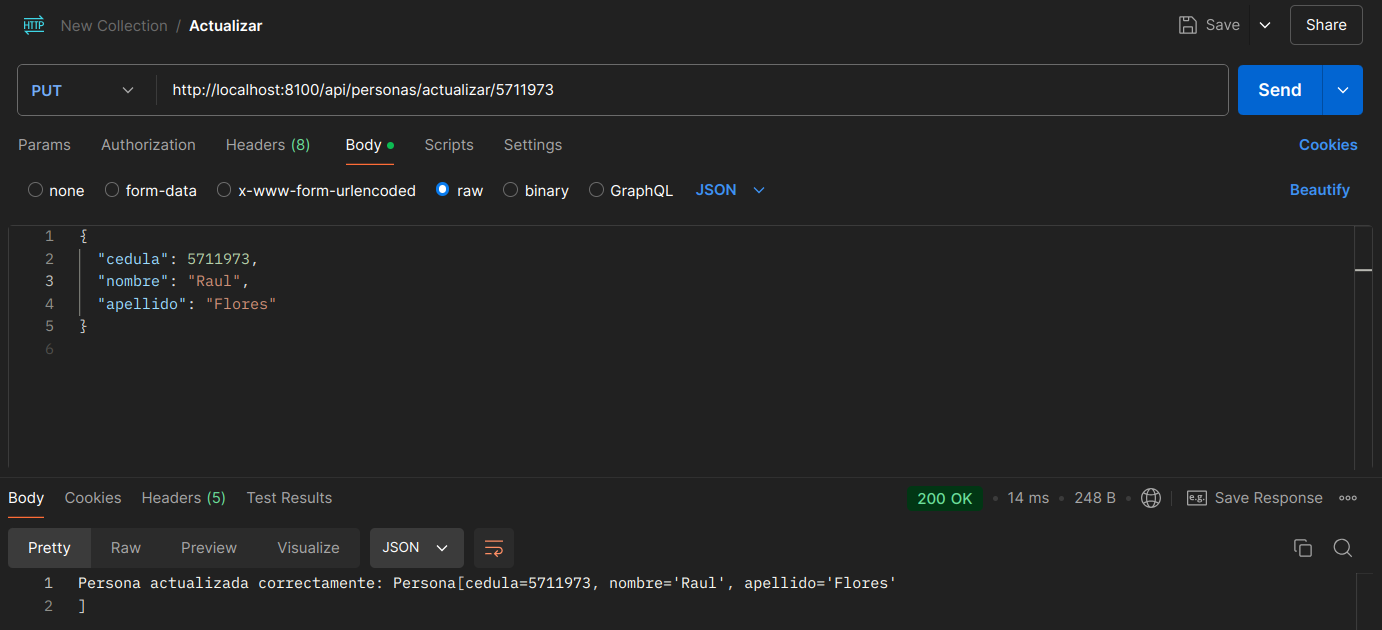 HTTP New Collection / Actualizar Save Share
PUT http://localhost:8100/api/personas/actualizar/5711973 Send
Params Authorization Headers (8) Body Scripts Settings Cookies
none form-data x-www-form-urlencoded raw binary GraphQL JSON Beautify
1 {
2 "cedula": 5711973,
3 "nombre": "Raul",
4 "apellido": "Flores"
5 }
6
Body Cookies Headers (5) Test Results 200 OK • 14 ms • 248 B • e.g. Save Response
Pretty Raw Preview Visualize JSON
1 Persona actualizada correctamente: Persona[cedula=5711973, nombre='Raul', apellido='Flores'
2 ]